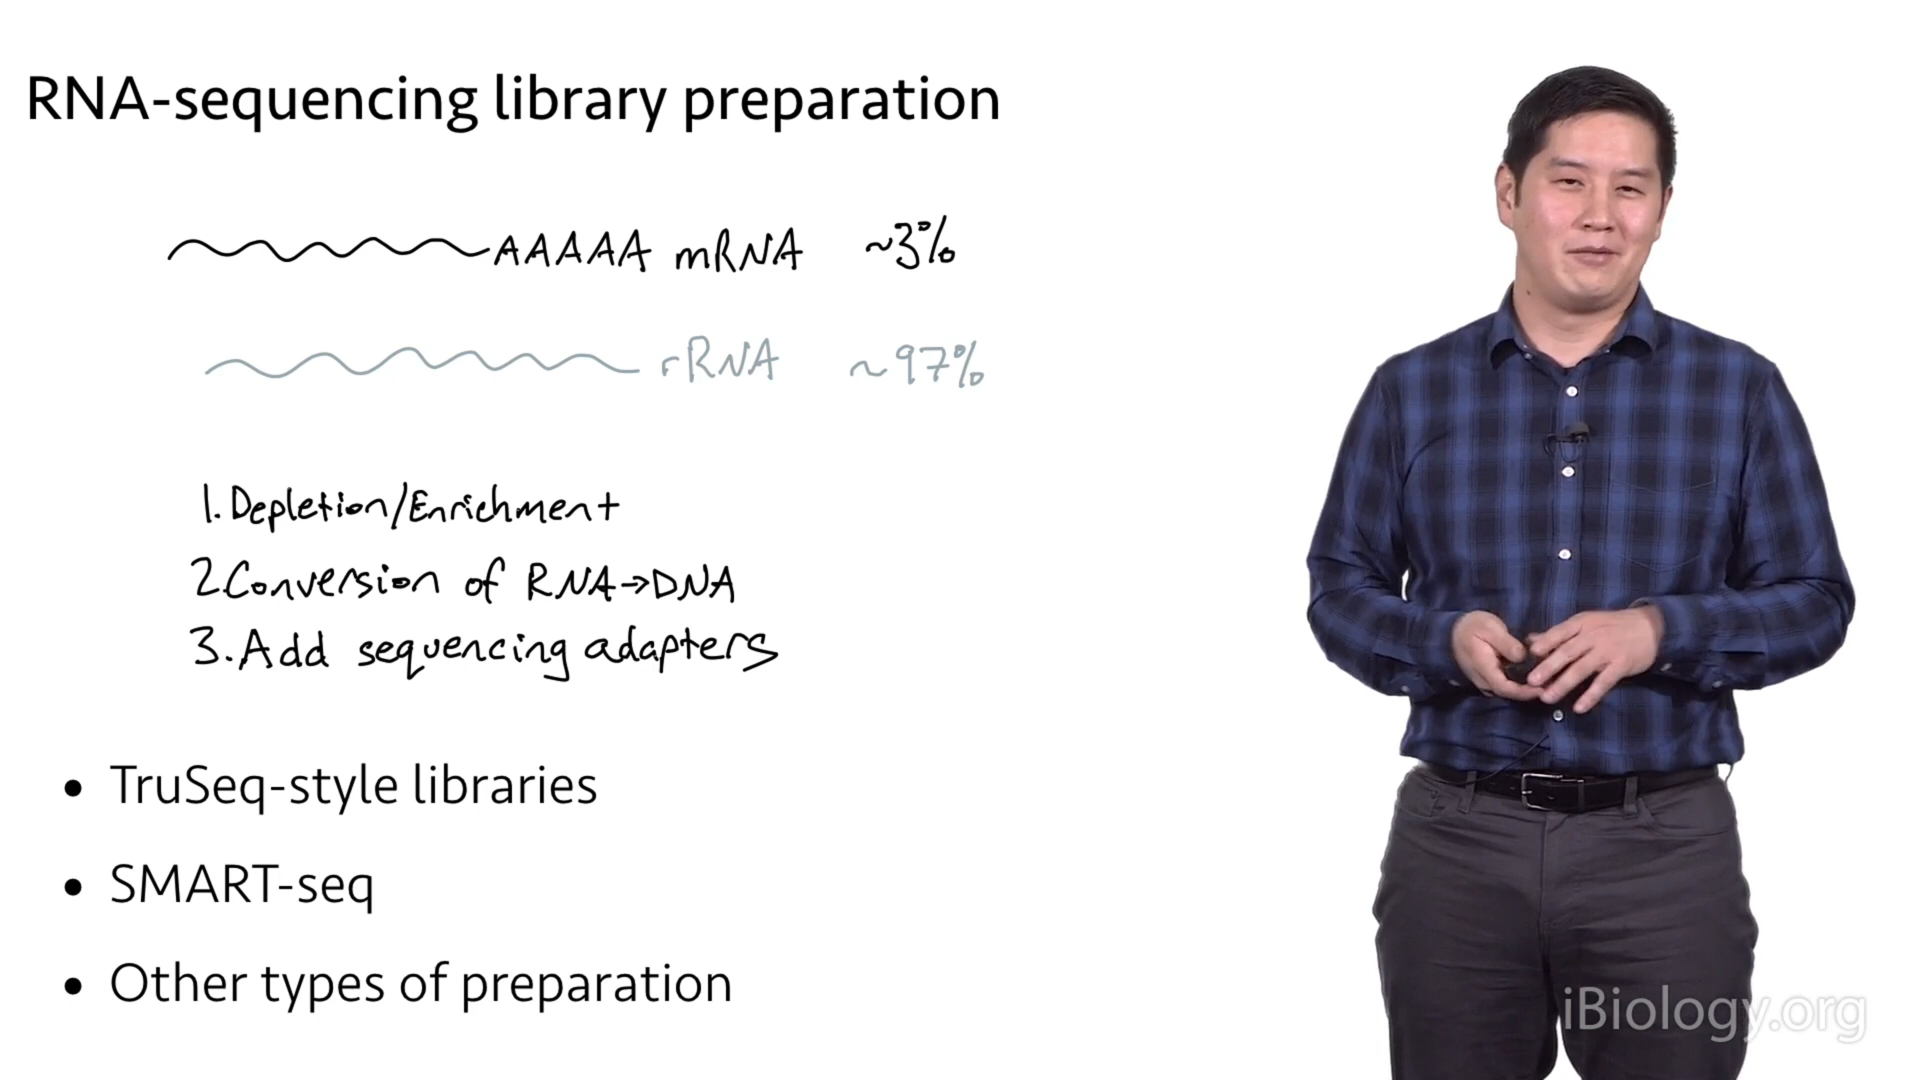 RNA-sequencing library preparation
AAAAA mRNA ~3%
rRNA ~97%
1. Depletion/Enrichment
2. Conversion of RNA→DNA
3. Add sequencing adapters
• TruSeq-style libraries
• SMART-seq
• Other types of preparation
iBiology.org